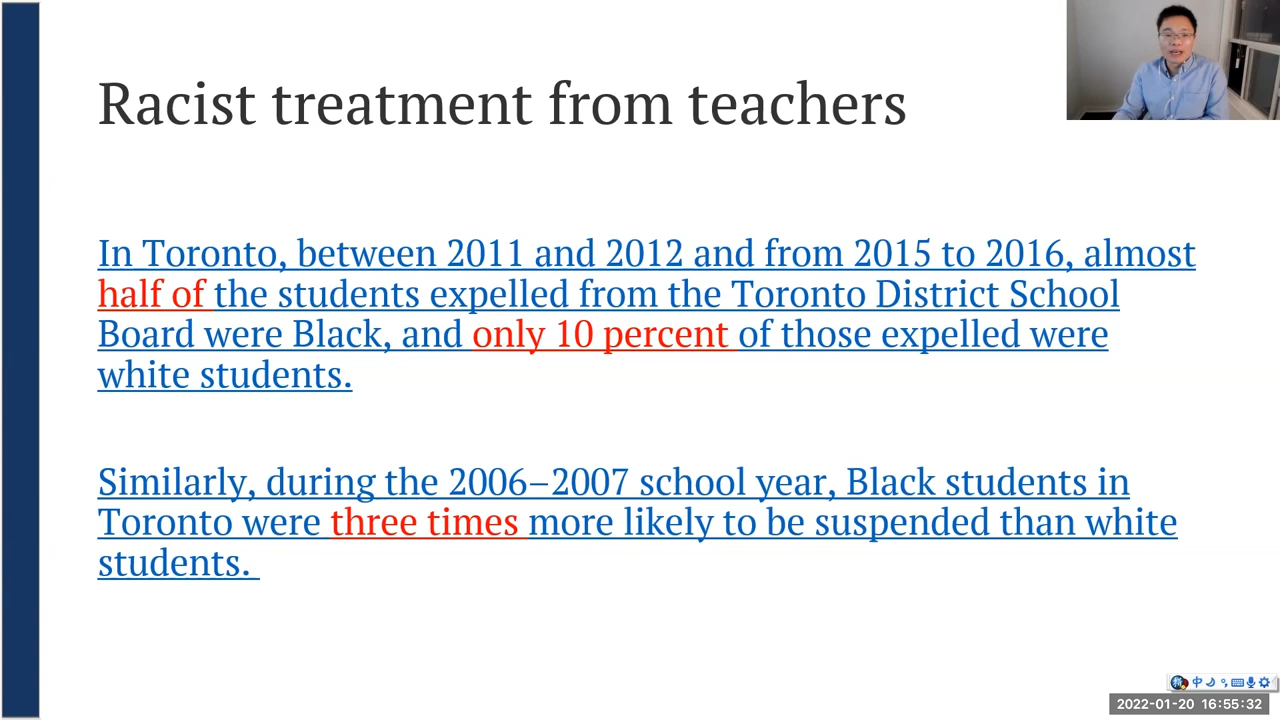 Racist treatment from teachers
In Toronto, between 2011 and 2012 and from 2015 to 2016, almost
half of the students expelled from the Toronto District School
Board were Black, and only 10 percent of those expelled were
white students.
Similarly, during the 2006–2007 school year, Black students in
Toronto were three times more likely to be suspended than white
students.
中
2022-01-20 16:55:32